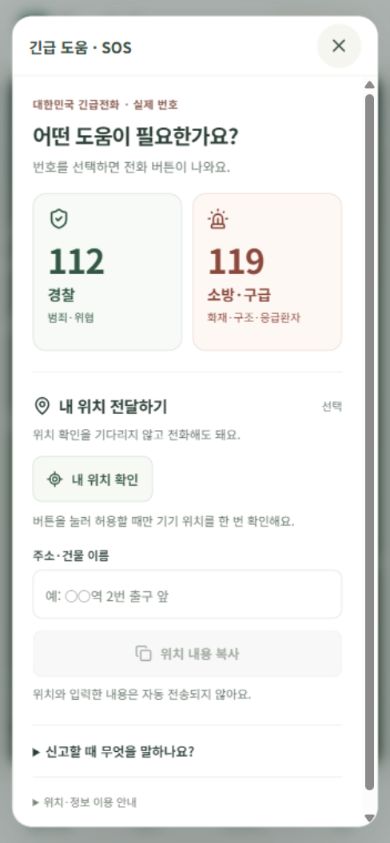 긴급 도움 · SOS
대한민국 긴급전화 · 실제 번호
어떤 도움이 필요한가요?
번호를 선택하면 전화 버튼이 나와요.
112
경찰
범죄·위협
119
소방·구급
화재·구조·응급환자
내 위치 전달하기
선택
위치 확인을 기다리지 않고 전화해도 돼요.
내 위치 확인
버튼을 눌러 허용할 때만 기기 위치를 한 번 확인해요.
주소·건물 이름
예: ○○역 2번 출구 앞
위치 내용 복사
위치와 입력한 내용은 자동 전송되지 않아요.
▶ 신고할 때 무엇을 말하나요?
▶ 위치·정보 이용 안내